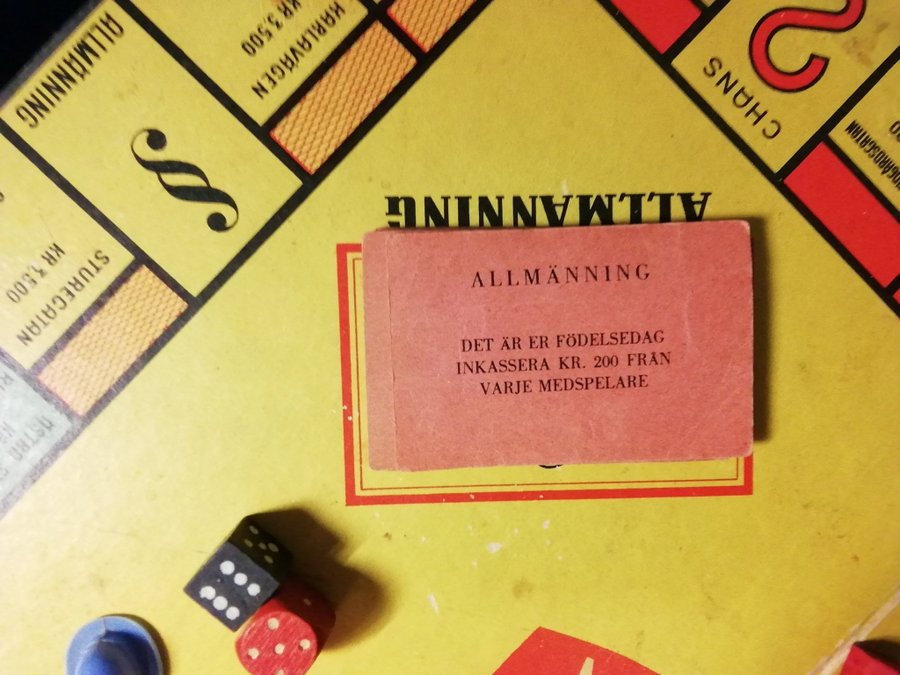 ALLMÄNNING
KARLAVÄGEN
KR 3,500
CHANS
ALLMÄNNING
STUREGATAN
KR 3,500
ALLMÄNNING
DET ÄR ER FÖDELSEDAG
INKASSERA KR. 200 FRÅN
VARJE MEDSPELARE